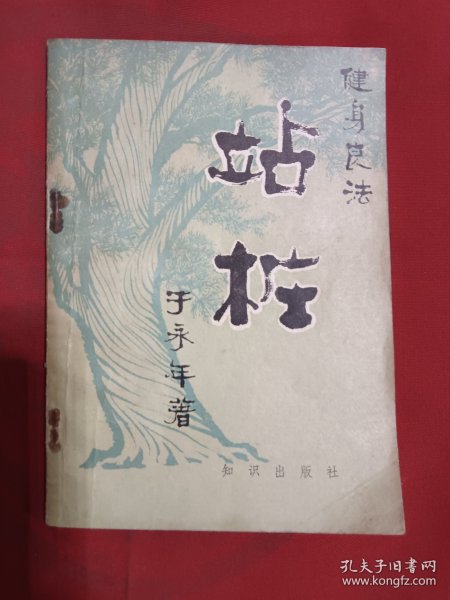 健身良法
站桩
于永年著
知识出版社
孔夫子旧书网
www.kongfz.com